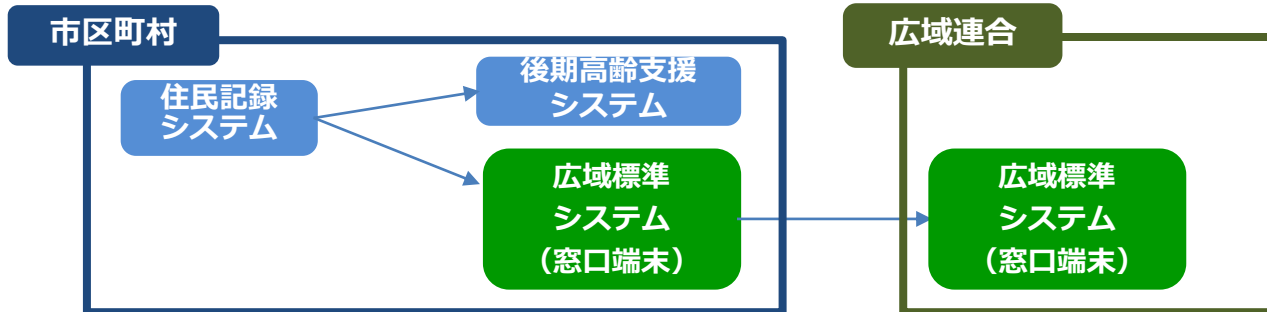 市区町村
広域連合
住民記録
システム
後期高齢支援
システム
広域標準
システム
（窓口端末）
広域標準
システム
（窓口端末）